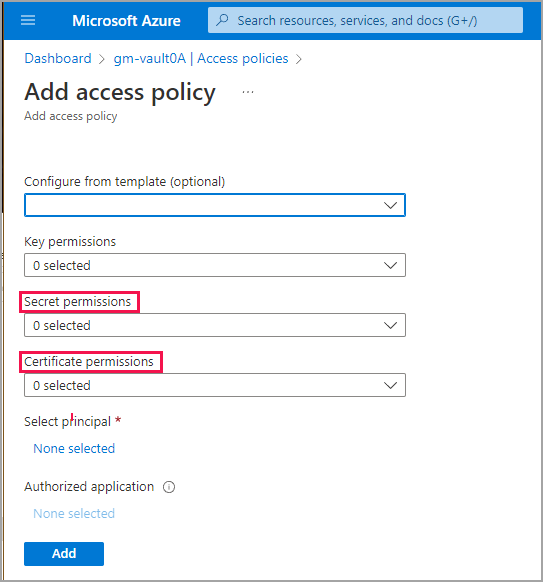 Microsoft Azure
Search resources, services, and docs (G+/)
Dashboard > gm-vault0A | Access policies >
Add access policy ...
Add access policy
Configure from template (optional)
Key permissions
0 selected
Secret permissions
0 selected
Certificate permissions
0 selected
Select principal *
None selected
Authorized application
None selected
Add